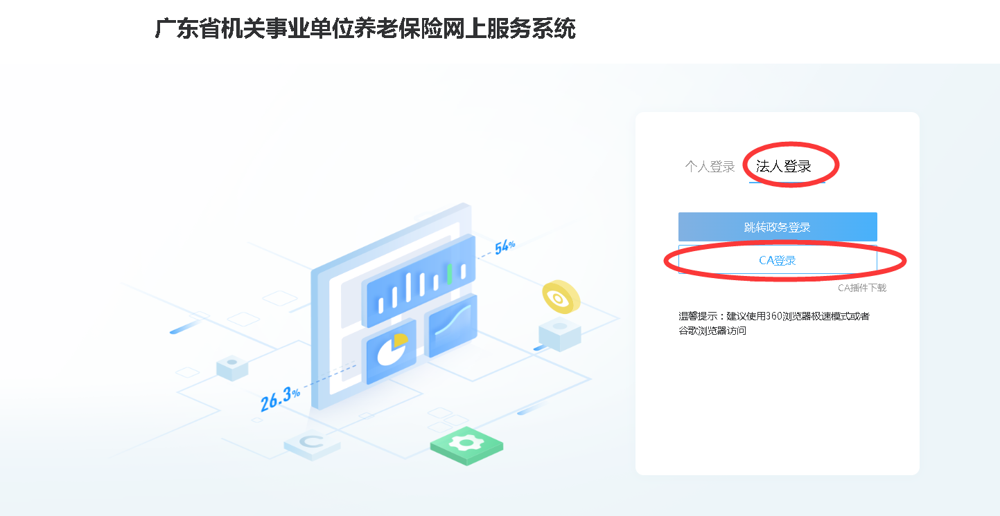 广东省机关事业单位养老保险网上服务系统
个人登录 法人登录
跳转政务登录
54%
CA登录
CA插件下载
温馨提示：建议使用360浏览器极速模式或者
谷歌浏览器访问
26.3%
C